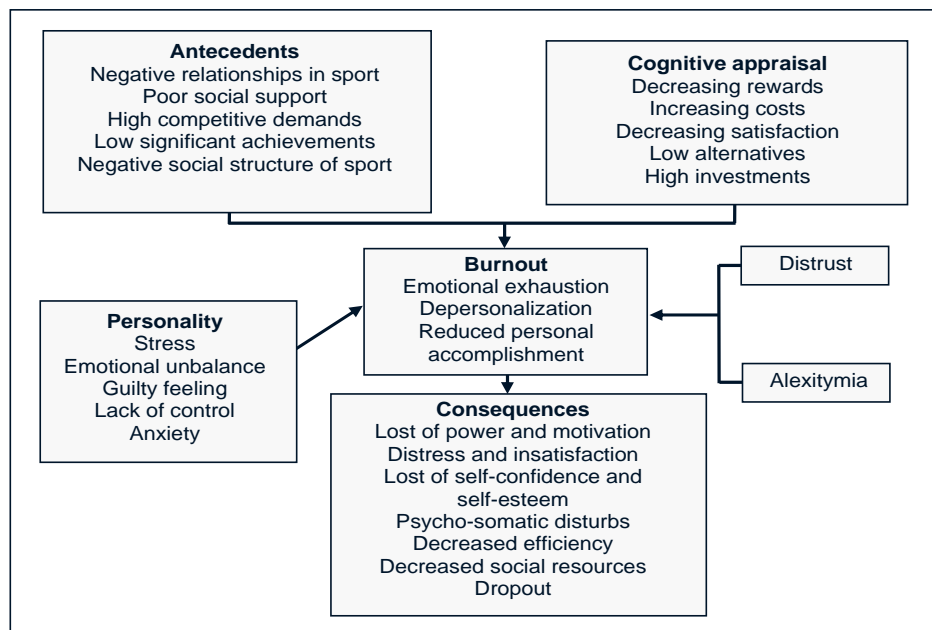 Antecedents
Negative relationships in sport
Poor social support
High competitive demands
Low significant achievements
Negative social structure of sport
Cognitive appraisal
Decreasing rewards
Increasing costs
Decreasing satisfaction
Low alternatives
High investments
Burnout
Emotional exhaustion
Depersonalization
Reduced personal
accomplishment
Distrust
Personality
Stress
Emotional unbalance
Guilty feeling
Lack of control
Anxiety
Alexitymia
Consequences
Lost of power and motivation
Distress and insatisfaction
Lost of self-confidence and
self-esteem
Psycho-somatic disturbs
Decreased efficiency
Decreased social resources
Dropout